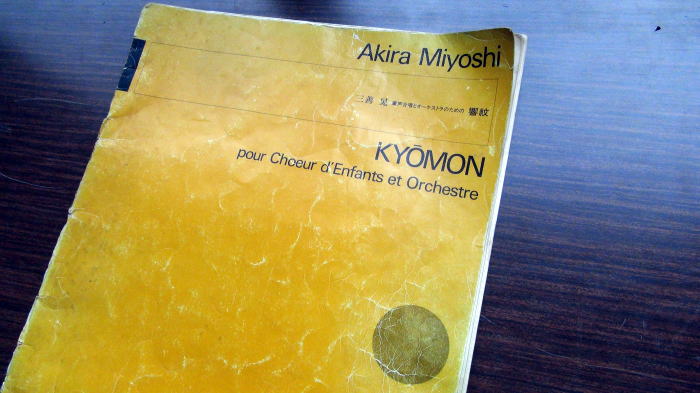 Akira Miyoshi
三善 晃 童声合唱とオーケストラのための 響紋
KYŌMON
pour Choeur d'Enfants et Orchestre